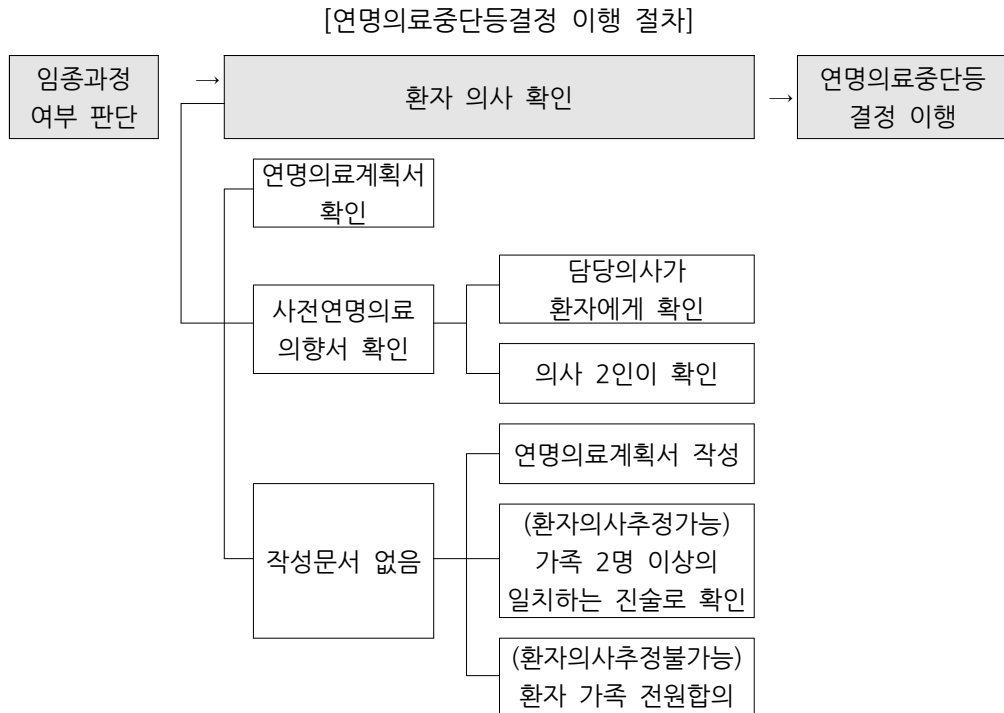 [연명의료중단등결정 이행 절차]
임종과정
여부 판단
→
환자 의사 확인
→
연명의료중단등
결정 이행
연명의료계획서
확인
사전연명의료
의향서 확인
담당의사가
환자에게 확인
의사 2인이 확인
작성문서 없음
연명의료계획서 작성
(환자의사추정가능)
가족 2명 이상의
일치하는 진술로 확인
(환자의사추정불가능)
환자 가족 전원합의